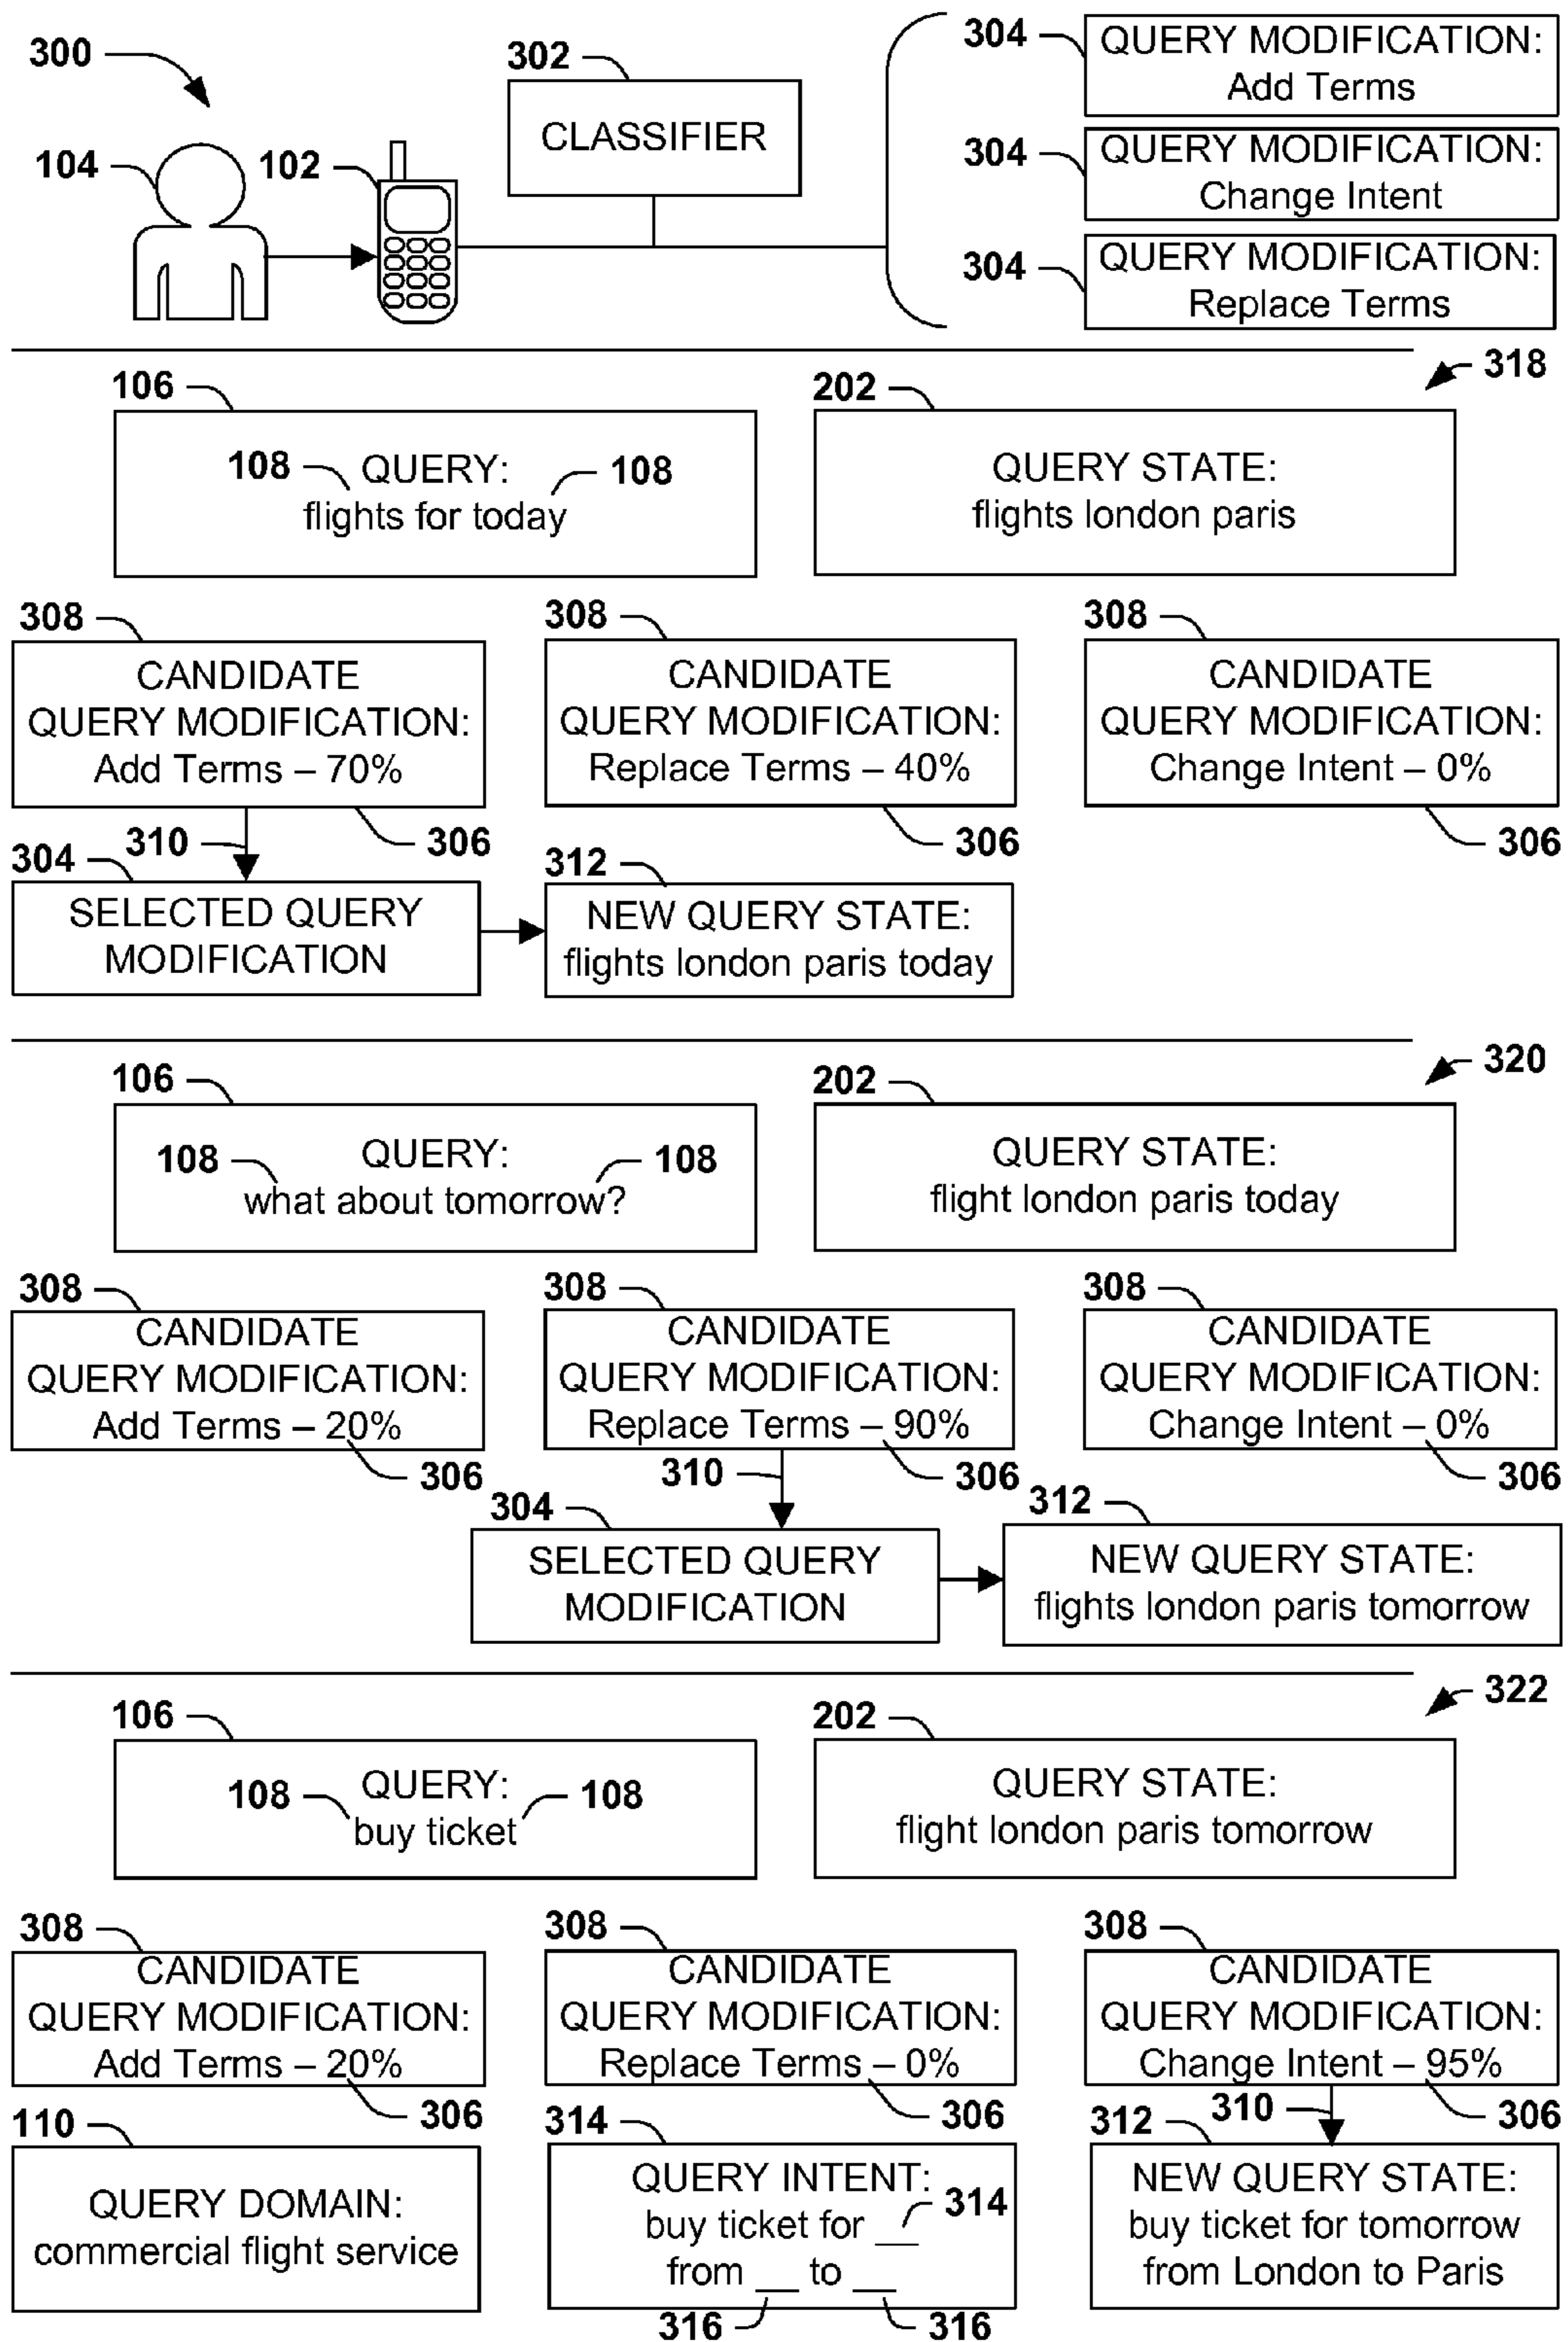 300
104
102
302
CLASSIFIER
304
QUERY MODIFICATION:
Add Terms
304
QUERY MODIFICATION:
Change Intent
304
QUERY MODIFICATION:
Replace Terms
318
106
108 QUERY: 108
flights for today
202
QUERY STATE:
flights london paris
308
CANDIDATE
QUERY MODIFICATION:
Add Terms – 70%
306
308
CANDIDATE
QUERY MODIFICATION:
Replace Terms – 40%
306
308
CANDIDATE
QUERY MODIFICATION:
Change Intent – 0%
306
310
304
SELECTED QUERY
MODIFICATION
312
NEW QUERY STATE:
flights london paris today
320
106
108 QUERY: 108
what about tomorrow?
202
QUERY STATE:
flight london paris today
308
CANDIDATE
QUERY MODIFICATION:
Add Terms – 20%
306
308
CANDIDATE
QUERY MODIFICATION:
Replace Terms – 90%
306
308
CANDIDATE
QUERY MODIFICATION:
Change Intent – 0%
306
310
304
SELECTED QUERY
MODIFICATION
312
NEW QUERY STATE:
flights london paris tomorrow
322
106
108 QUERY: 108
buy ticket
202
QUERY STATE:
flight london paris tomorrow
308
CANDIDATE
QUERY MODIFICATION:
Add Terms – 20%
306
308
CANDIDATE
QUERY MODIFICATION:
Replace Terms – 0%
306
308
CANDIDATE
QUERY MODIFICATION:
Change Intent – 95%
306
310
110
QUERY DOMAIN:
commercial flight service
314
QUERY INTENT:
buy ticket for __ 314
from __ to __
316 316
312
NEW QUERY STATE:
buy ticket for tomorrow
from London to Paris